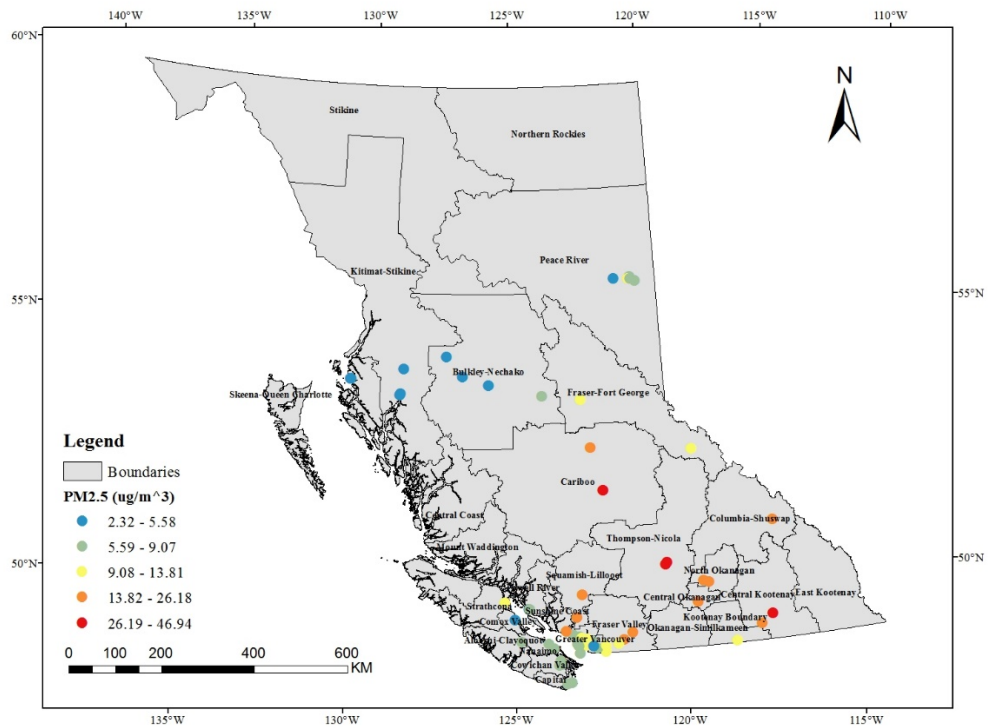 140°W 130°W 125°W 120°W 115°W 110°W
60°N
N
Stikine
Northern Rockies
Peace River
Kitimat-Stikine
55°N 55°N
Bulkley-Nechako
Fraser-Fort George
Skeena-Queen Charlotte
Legend
Boundaries
PM2.5 (ug/m^3)
2.32 - 5.58
5.59 - 9.07
9.08 - 13.81
13.82 - 26.18
26.19 - 46.94
Cariboo
Central Coast
Columbia-Shuswap
Thompson-Nicola
Mount Waddington
50°N 50°N
North Okanagan
Squamish-Lillooet
Central Okanagan Central Kootenay East Kootenay
Strathcona
Sunshine Coast
Kootenay Boundary
Comox Valley
Fraser Valley
Okanagan-Similkameen
Greater Vancouver
Nanaimo
Cowichan Valley
Capital
0 50 100 200 400 600
KM
135°W 130°W 125°W 120°W 115°W